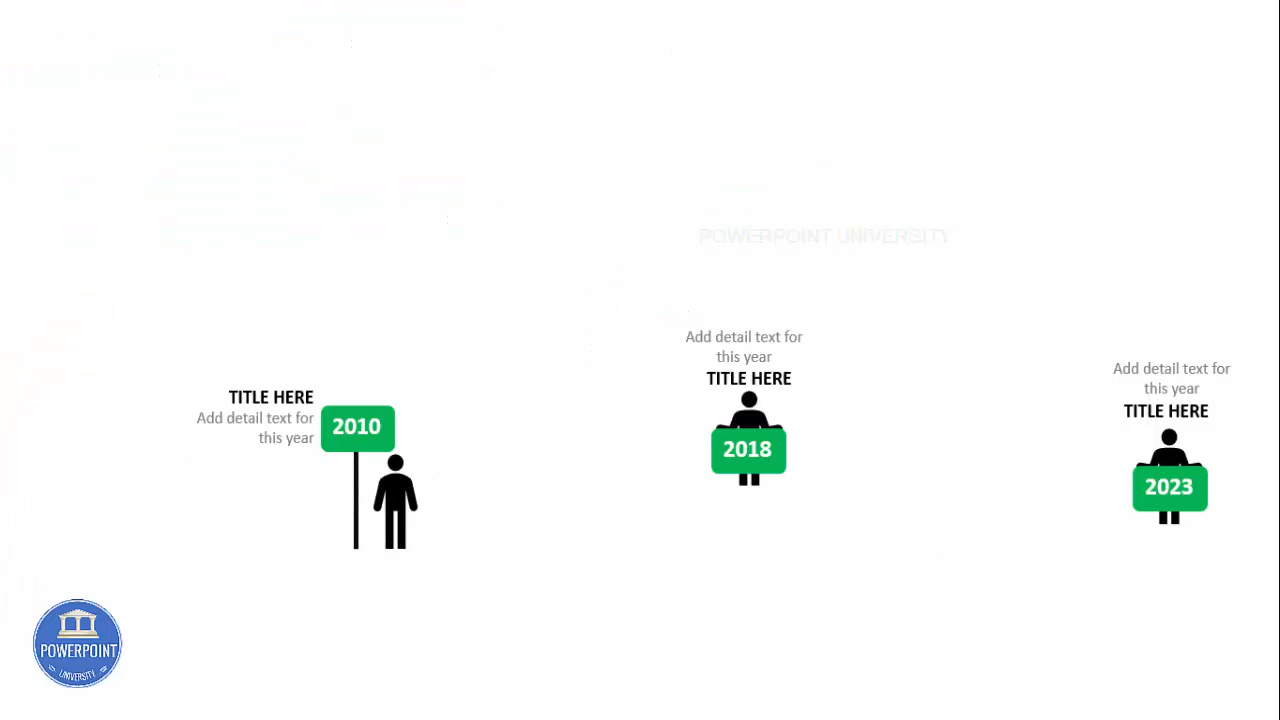 POWERPOINT UNIVERSITY
TITLE HERE
Add detail text for
this year
2010
Add detail text for
this year
TITLE HERE
2018
Add detail text for
this year
TITLE HERE
2023
POWERPOINT
UNIVERSITY